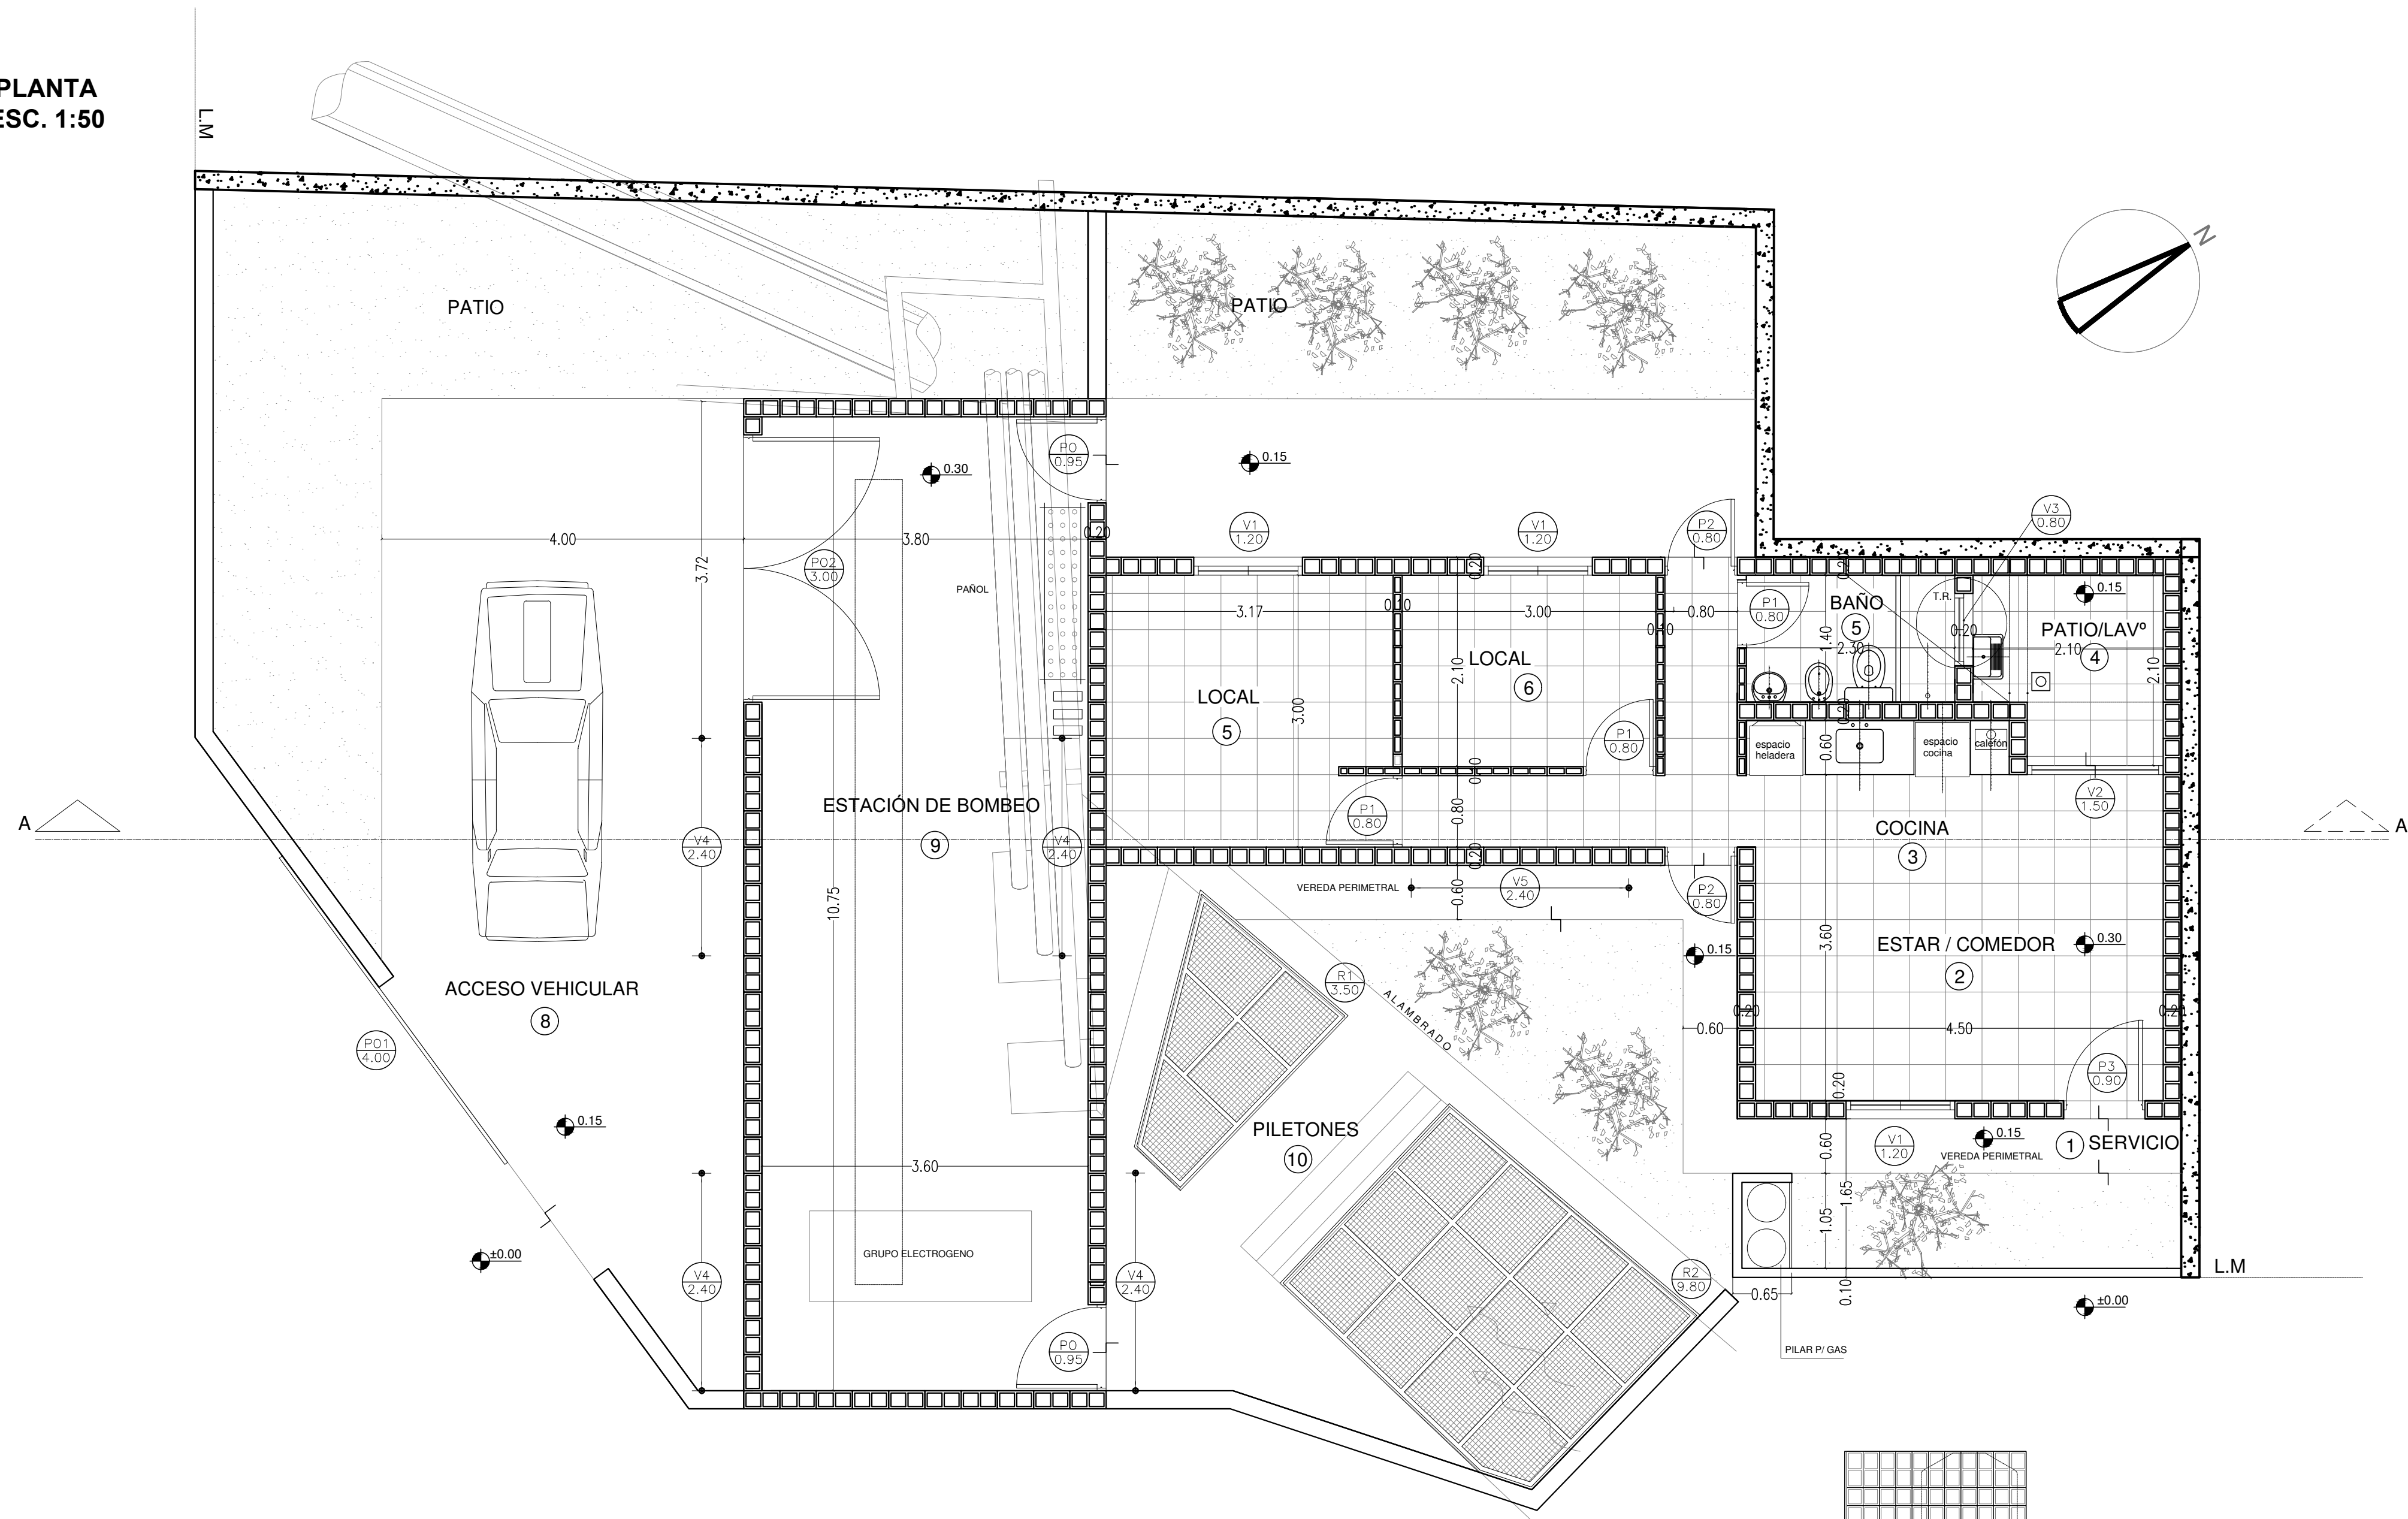 PLANTA
ESC. 1:50
L.M
N
PATIO
PATIO
P0
0.95
0.30
0.15
4.00
3.72
3.80
0.20
P02
3.00
V1
1.20
V1
1.20
P2
0.80
V3
0.80
PAÑOL
3.17
0.10
0.20
3.00
0.10
0.80
P1
0.80
BAÑO
5
0.20
1.40
2.30
T.R.
0.20
0.15
PATIO/LAVº
2.10
4
2.10
LOCAL
5
3.00
LOCAL
6
2.10
P1
0.80
0.10
0.20
0.60
espacio
heladera
espacio
cocina
calefón
V2
1.50
A
A
ESTACIÓN DE BOMBEO
9
V4
2.40
V4
2.40
P1
0.80
0.80
0.20
COCINA
3
10.75
VEREDA PERIMETRAL
V5
2.40
0.60
P2
0.80
0.15
3.60
ESTAR / COMEDOR
2
0.30
ACCESO VEHICULAR
8
P01
4.00
R1
3.50
ALAMBRADO
0.60
0.20
4.50
0.20
P3
0.90
0.20
0.15
PILETONES
10
3.60
V1
1.20
0.15
VEREDA PERIMETRAL
1
SERVICIO
0.60
1.65
1.05
0.10
±0.00
GRUPO ELECTROGENO
V4
2.40
V4
2.40
R2
9.80
0.65
L.M
±0.00
P0
0.95
PILAR P/ GAS